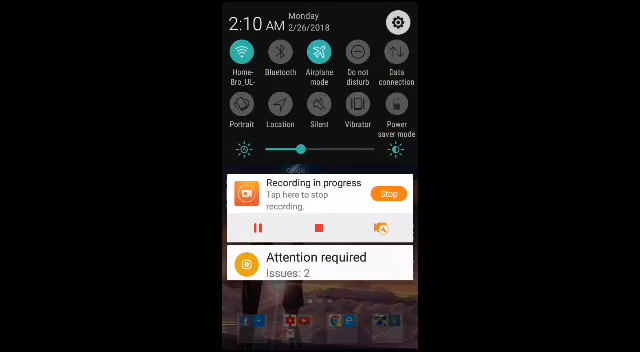 2:10 AM
Monday
2/26/2018
Home-
Bro_UL-
Bluetooth
Airplane
mode
Do not
disturb
Data
connection
Portrait
Location
Silent
Vibrator
Power
saver mode
Google
Recording in progress
Tap here to stop
recording.
Stop
Attention required
Issues: 2